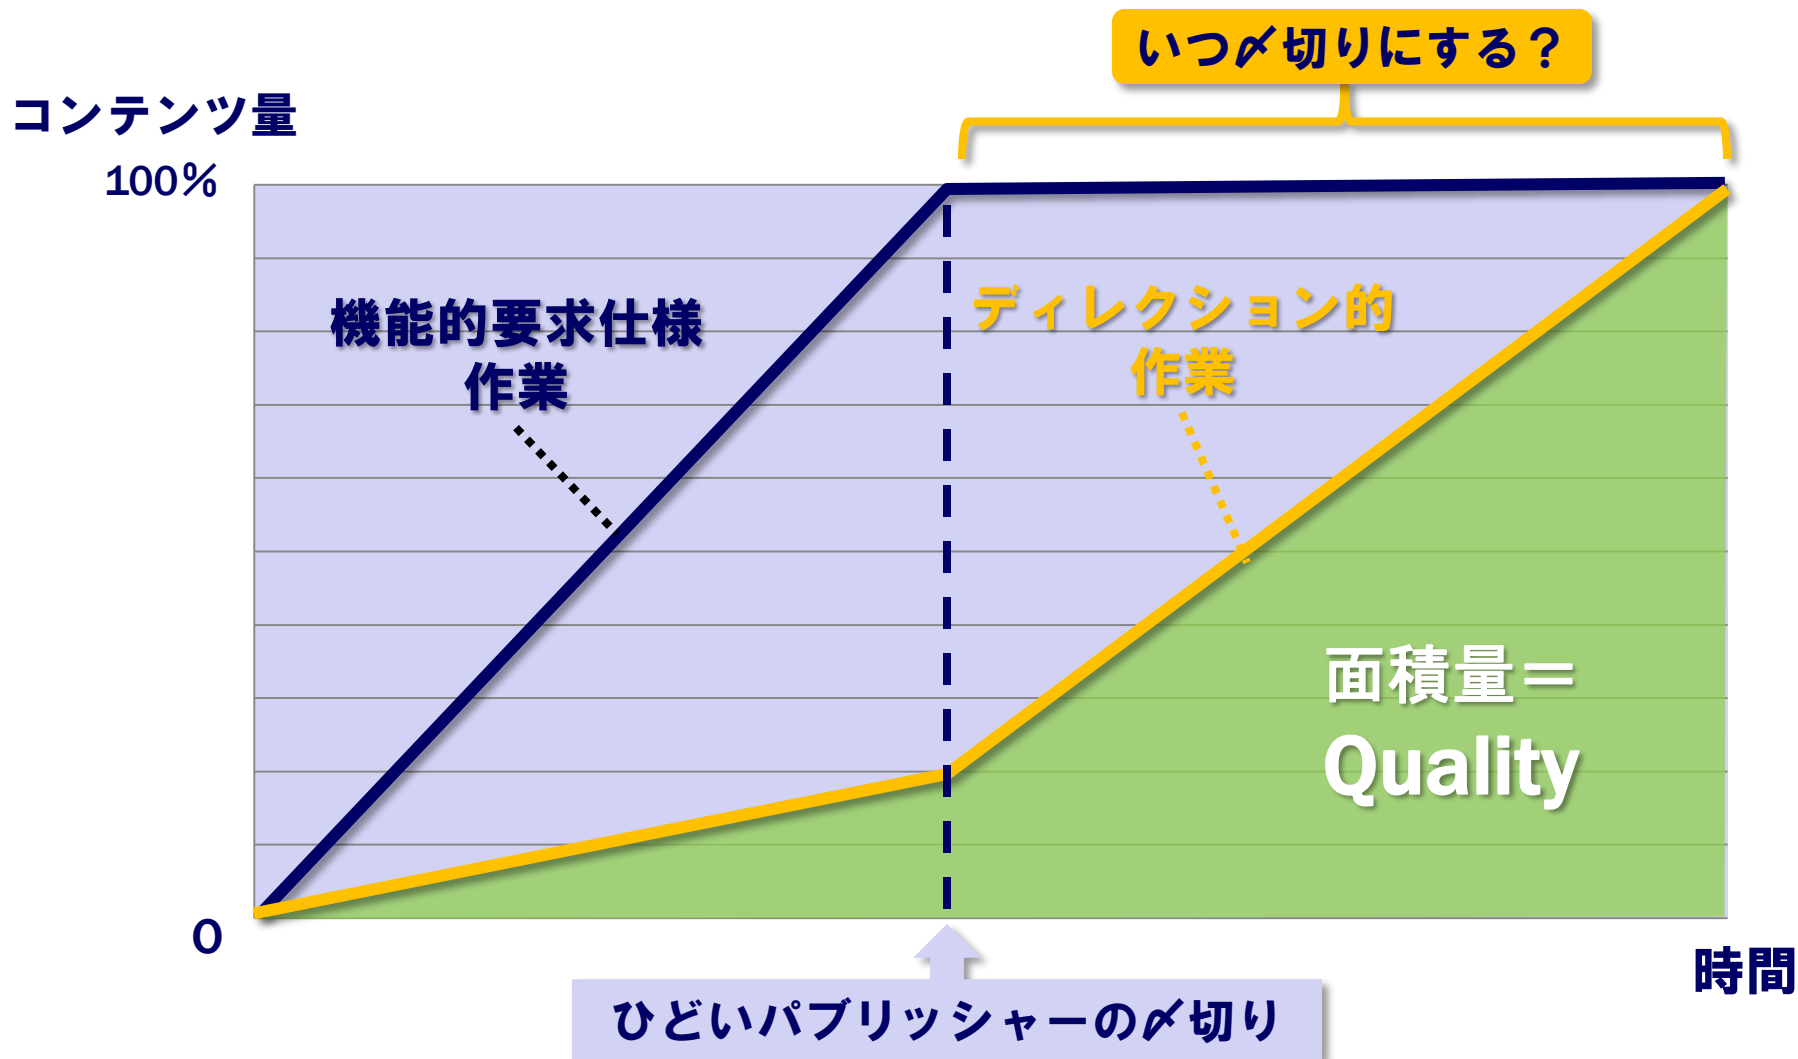 いつ〆切りにする？
コンテンツ量
100％
機能的要求仕様
作業
ディレクション的
作業
面積量＝
Quality
0
時間
ひどいパブリッシャーの〆切り